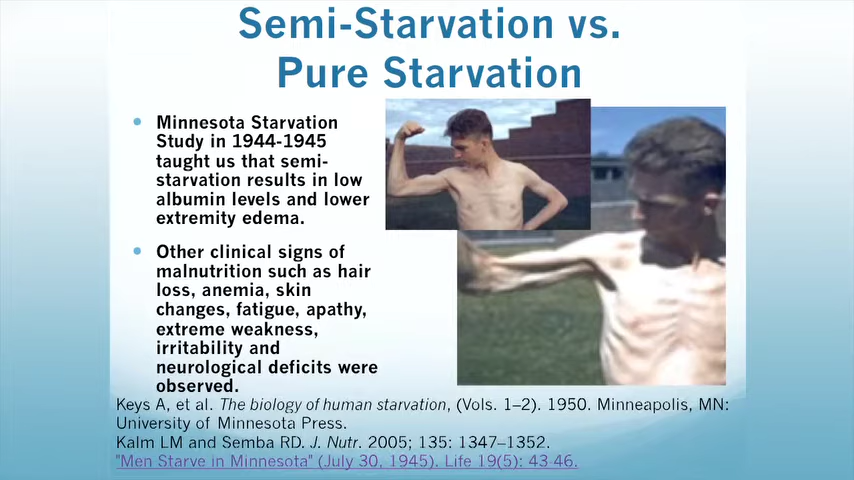 Semi-Starvation vs.
Pure Starvation
• Minnesota Starvation
Study in 1944-1945
taught us that semi-
starvation results in low
albumin levels and lower
extremity edema.
• Other clinical signs of
malnutrition such as hair
loss, anemia, skin
changes, fatigue, apathy,
extreme weakness,
irritability and
neurological deficits were
observed.
Keys A, et al. The biology of human starvation, (Vols. 1–2). 1950. Minneapolis, MN:
University of Minnesota Press.
Kalm LM and Semba RD. J. Nutr. 2005; 135: 1347–1352.
"Men Starve in Minnesota" (July 30, 1945). Life 19(5): 43-46.